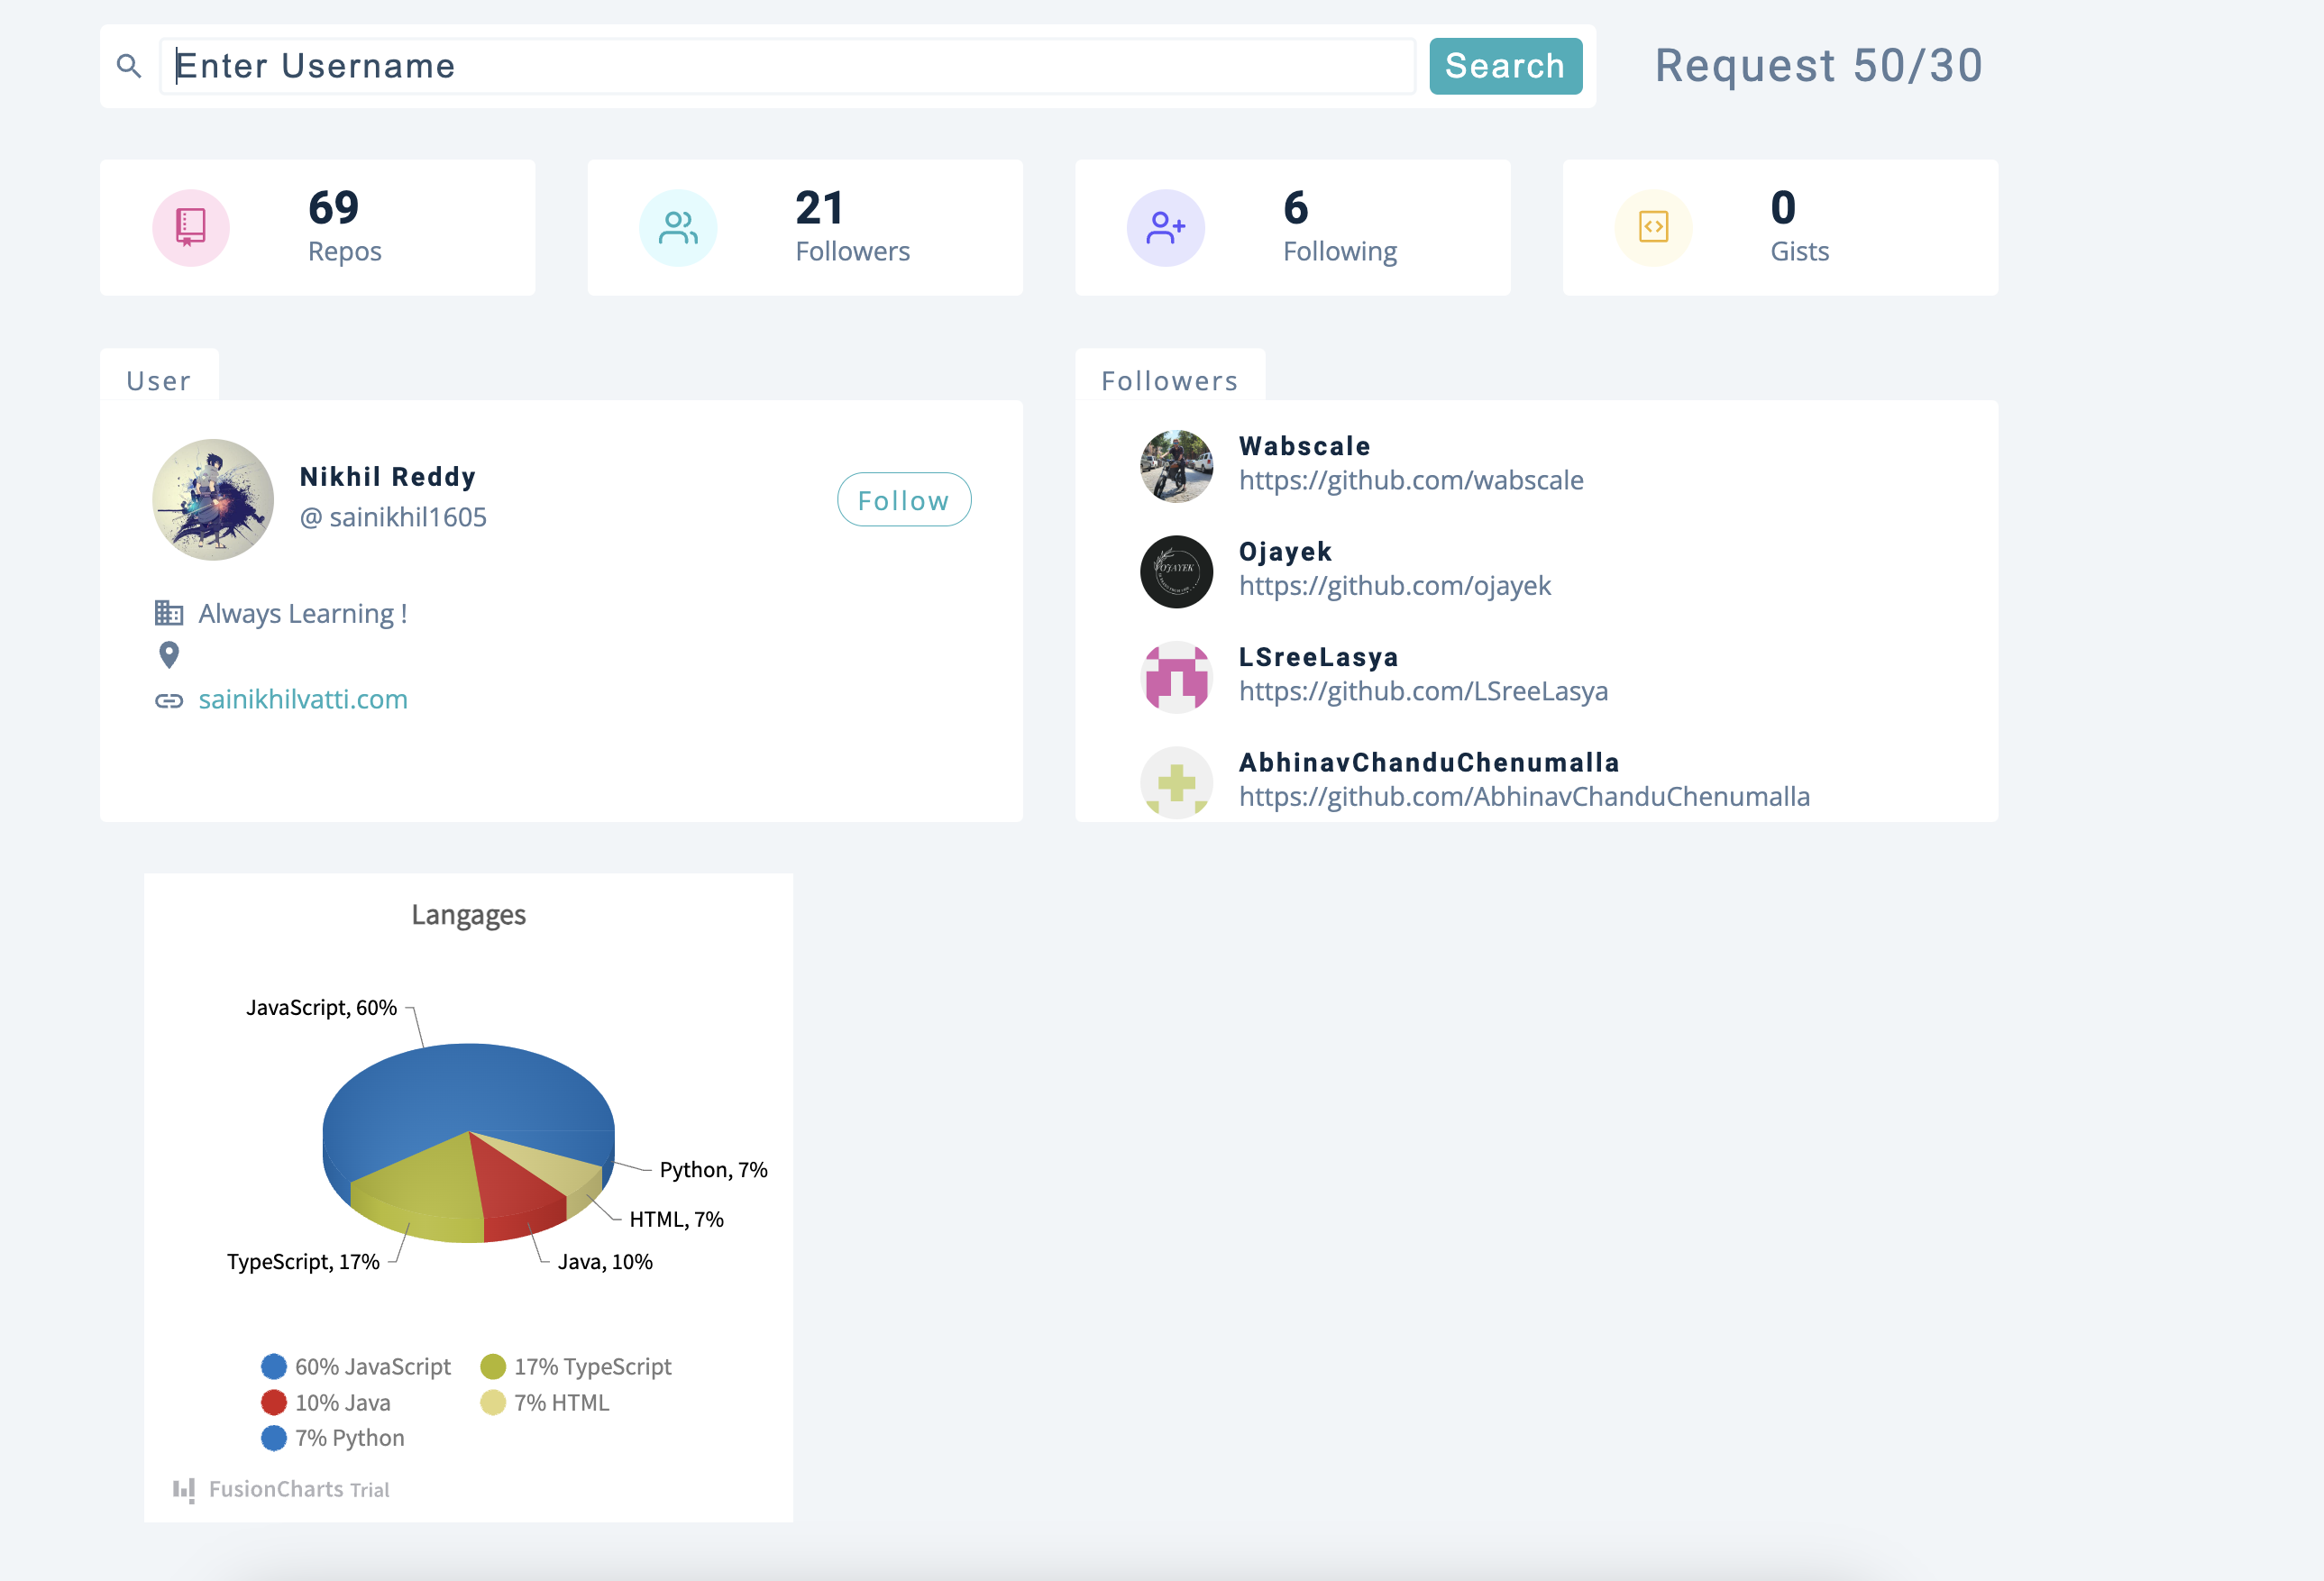 Enter Username
Search
Request 50/30
69
Repos
21
Followers
6
Following
0
Gists
User
Nikhil Reddy
@ sainikhil1605
Follow
Always Learning !
sainikhilvatti.com
Followers
Wabscale
https://github.com/wabscale
OJAYEK
Ojayek
https://github.com/ojayek
LSreeLasya
https://github.com/LSreeLasya
AbhinavChanduChenumalla
https://github.com/AbhinavChanduChenumalla
Langages
JavaScript, 60%
Python, 7%
HTML, 7%
TypeScript, 17%
Java, 10%
60% JavaScript
17% TypeScript
10% Java
7% HTML
7% Python
FusionCharts Trial